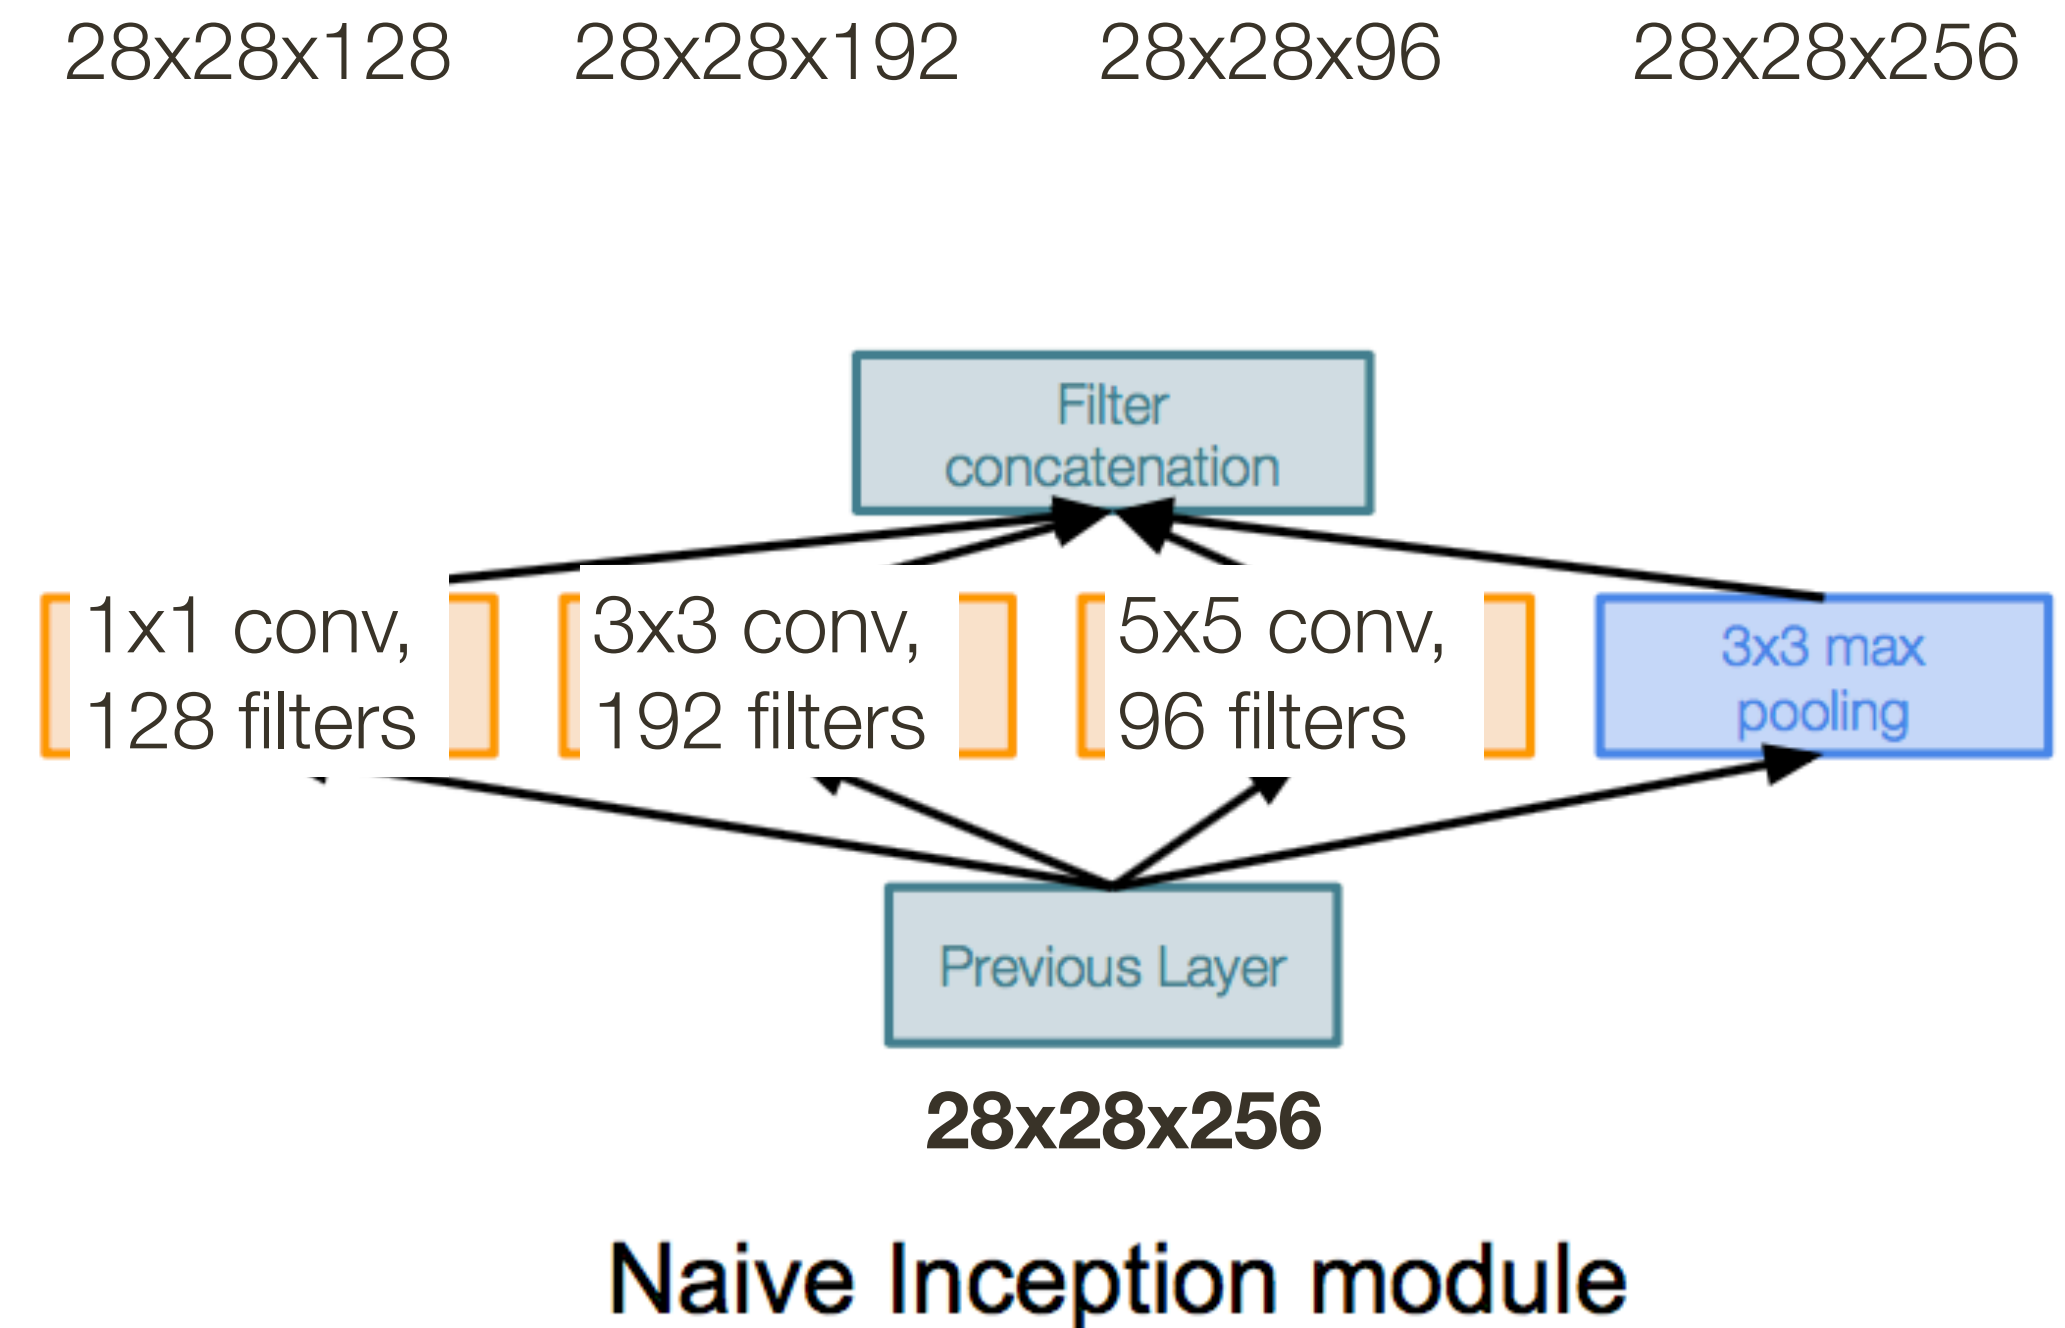 28x28x128 28x28x192 28x28x96 28x28x256
Filter
concatenation
1x1 conv,
128 filters
3x3 conv,
192 filters
5x5 conv,
96 filters
3x3 max
pooling
Previous Layer
28x28x256
Naive Inception module